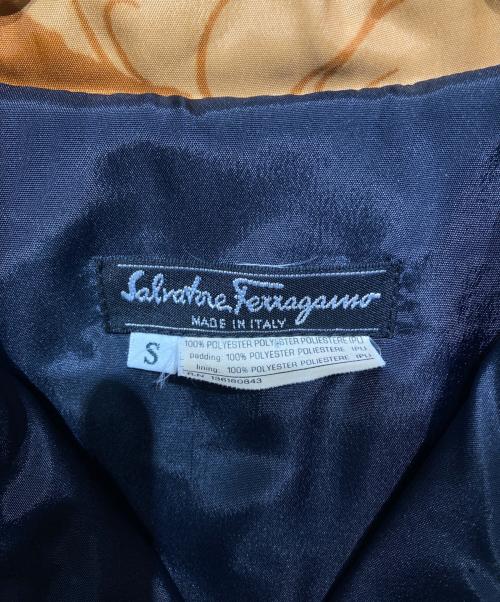 Salvatore Ferragamo
MADE IN ITALY
S
100% POLYESTER POLYESTER POLIESTERE (PL)
padding: 100% POLYESTER POLIESTERE (PL)
lining: 100% POLYESTER POLIESTERE (PL)
136180843